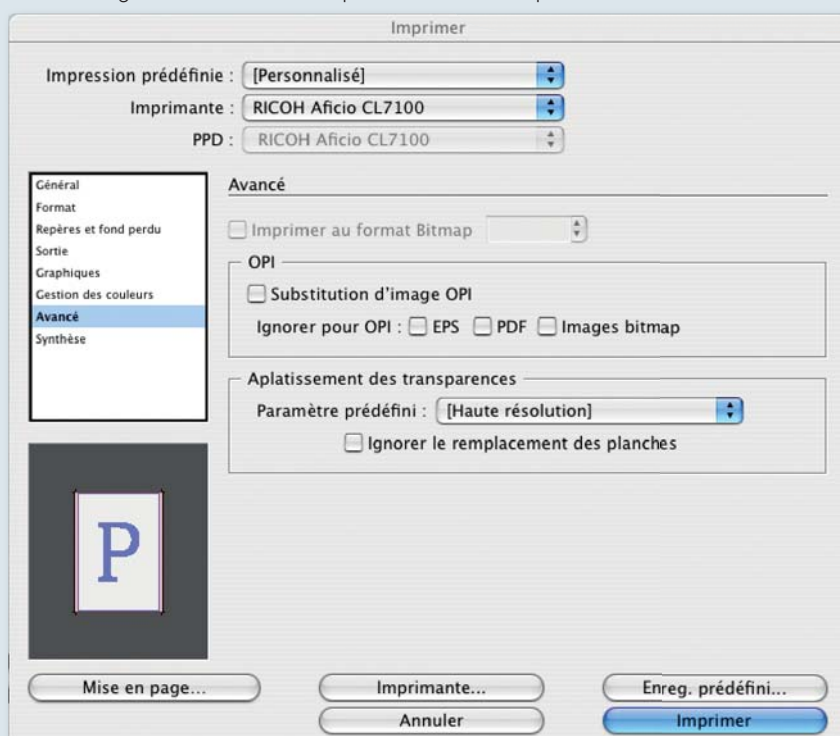 Imprimer
Impression prédéfinie : [Personnalisé]
Imprimante : RICOH Aficio CL7100
PPD : RICOH Aficio CL7100
Général
Format
Repères et fond perdu
Sortie
Graphiques
Gestion des couleurs
Avancé
Synthèse
Avancé
Imprimer au format Bitmap
OPI
Substitution d'image OPI
Ignorer pour OPI : EPS PDF Images bitmap
Aplatissement des transparences
Paramètre prédéfini : [Haute résolution]
Ignorer le remplacement des planches
P
Mise en page... Imprimante... Enreg. prédéfini...
Annuler Imprimer